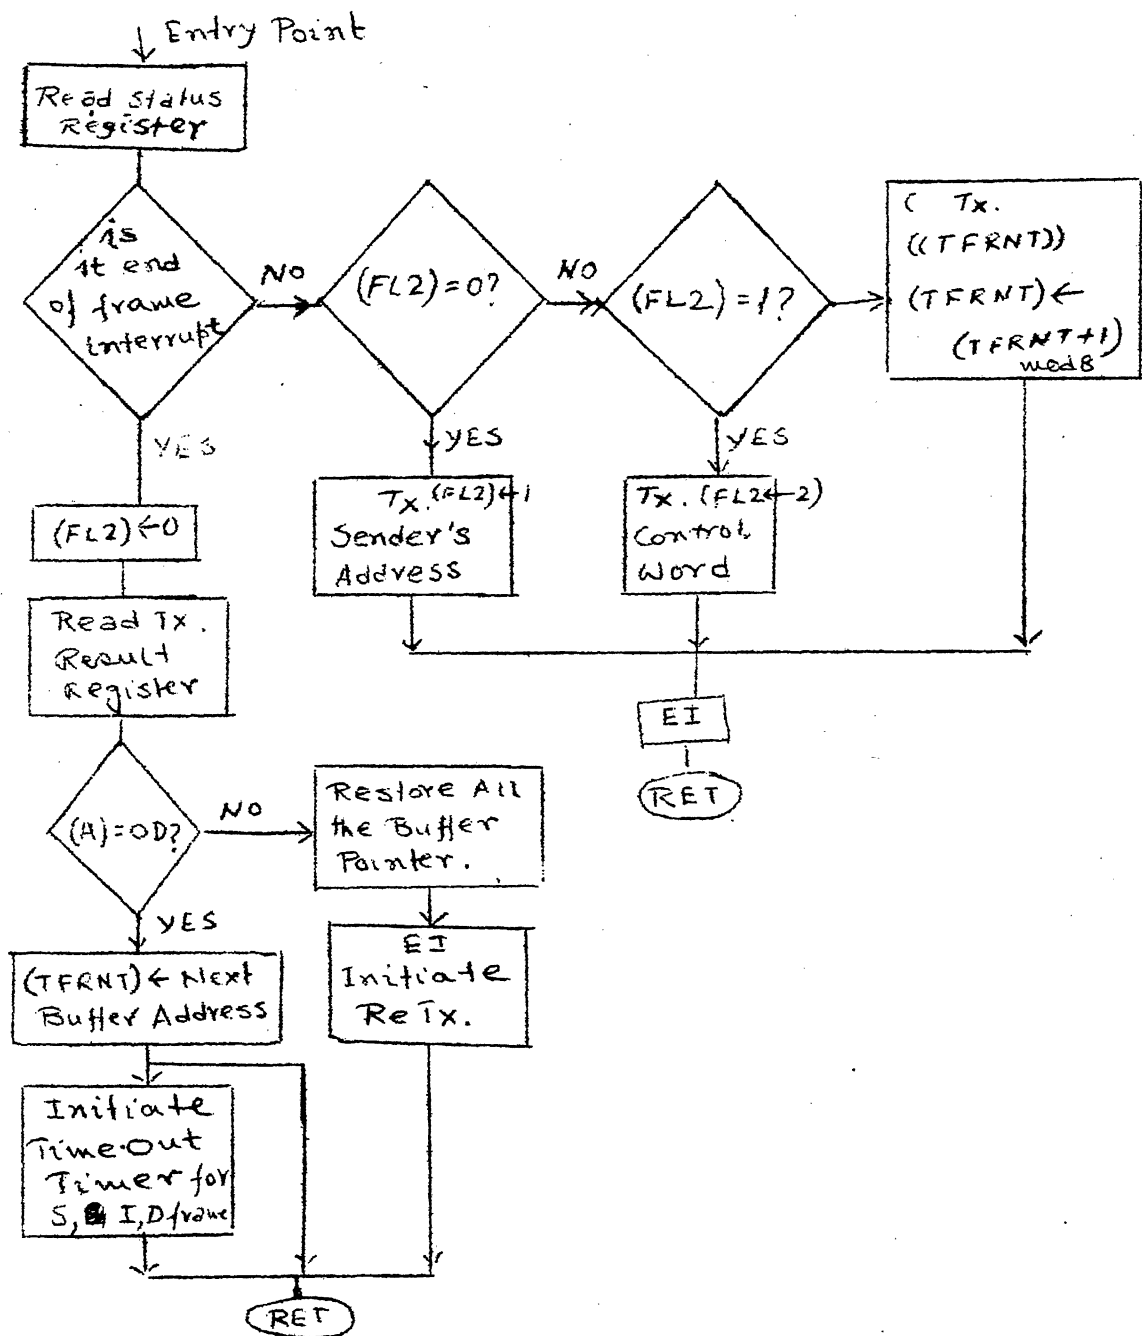 Entry Point
Read Status
Register
is
it end
of frame
interrupt
NO
(FL2)=0?
NO
(FL2)=1?
( Tx.
((TFRNT))
(TFRNT)←
(TFRNT+1)
mod8
YES
YES
YES
(FL2)←0
Tx. (FL2)←1
Sender's
Address
Tx. (FL2←2)
Control
Word
Read Tx.
Result
Register
EI
RET
(A)=0D?
NO
Restore All
the Buffer
Pointer.
YES
(TFRNT)← Next
Buffer Address
EI
Initiate
ReTx.
Initiate
Time-Out
Timer for
S, I, D frame
RET